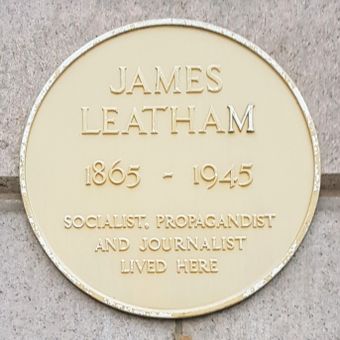 JAMES
LEATHAM
1865 - 1945
SOCIALIST, PROPAGANDIST
AND JOURNALIST
LIVED HERE